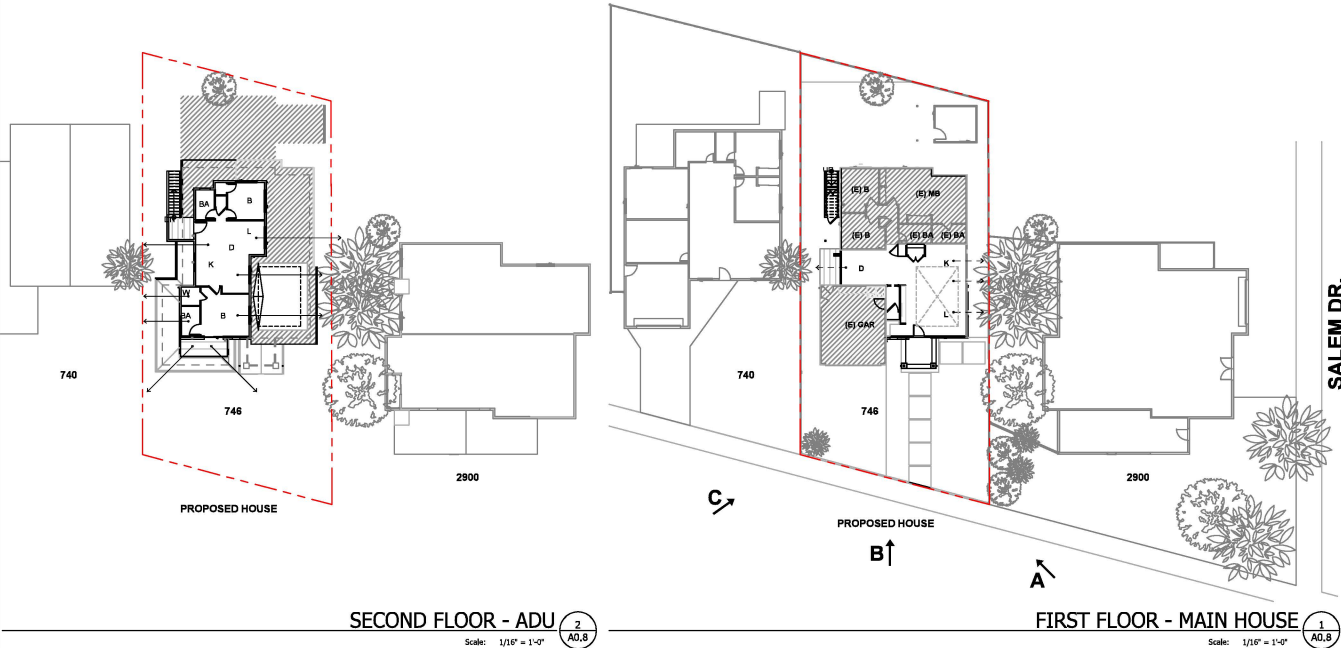 BA
B
L
D
K
W
BA
B
740
746
2900
PROPOSED HOUSE
SECOND FLOOR - ADU
2
A0.8
Scale: 1/16" = 1'-0"
UP
(E) B
(E) MB
(E) B
(E) BA
(E) BA
D
K
L
(E) GAR
740
746
2900
SALEM DR.
C
PROPOSED HOUSE
B
A
FIRST FLOOR - MAIN HOUSE
1
A0.8
Scale: 1/16" = 1'-0"